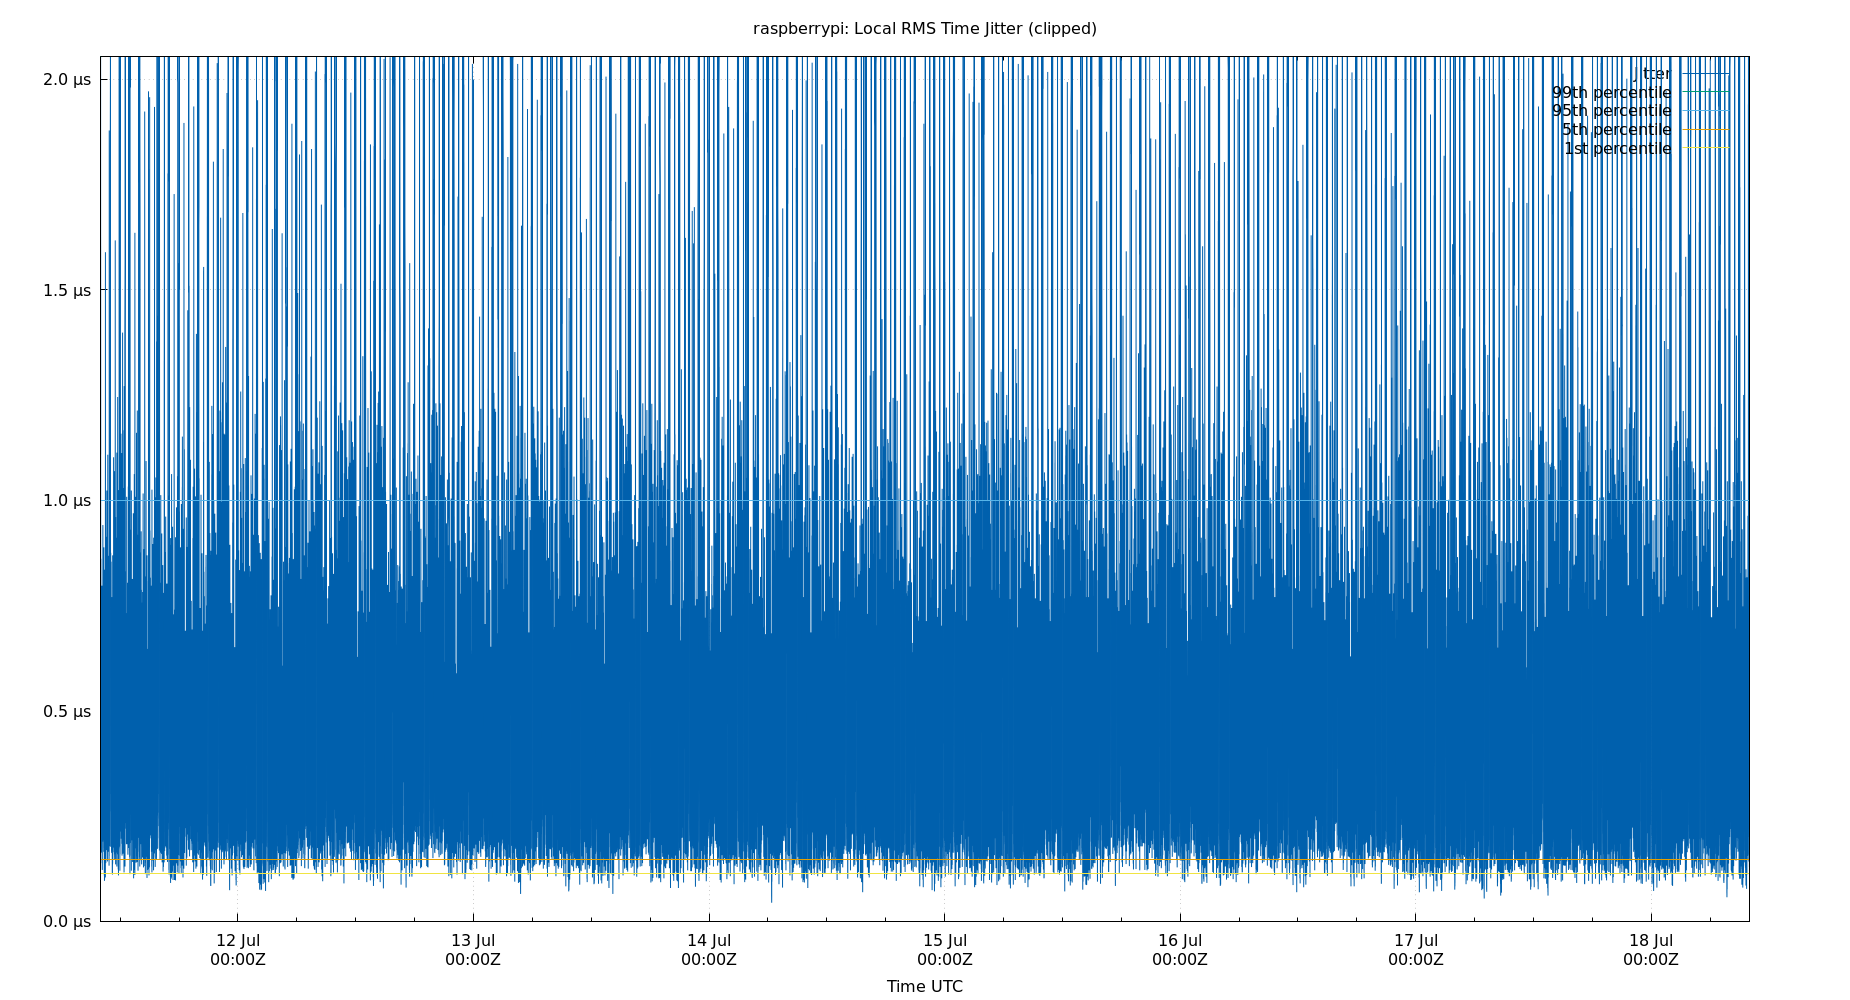 raspberrypi: Local RMS Time Jitter (clipped)
2.0 µs
1.5 µs
1.0 µs
0.5 µs
0.0 µs
Jitter
99th percentile
95th percentile
5th percentile
1st percentile
12 Jul
00:00Z
13 Jul
00:00Z
14 Jul
00:00Z
15 Jul
00:00Z
16 Jul
00:00Z
17 Jul
00:00Z
18 Jul
00:00Z
Time UTC